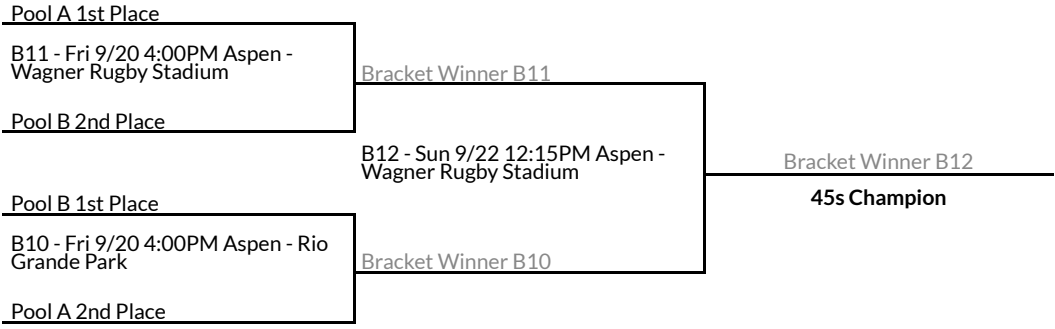 Pool A 1st Place
B11 - Fri 9/20 4:00PM Aspen -
Wagner Rugby Stadium
Pool B 2nd Place
Bracket Winner B11
B12 - Sun 9/22 12:15PM Aspen -
Wagner Rugby Stadium
Bracket Winner B12
45s Champion
Pool B 1st Place
B10 - Fri 9/20 4:00PM Aspen - Rio
Grande Park
Bracket Winner B10
Pool A 2nd Place